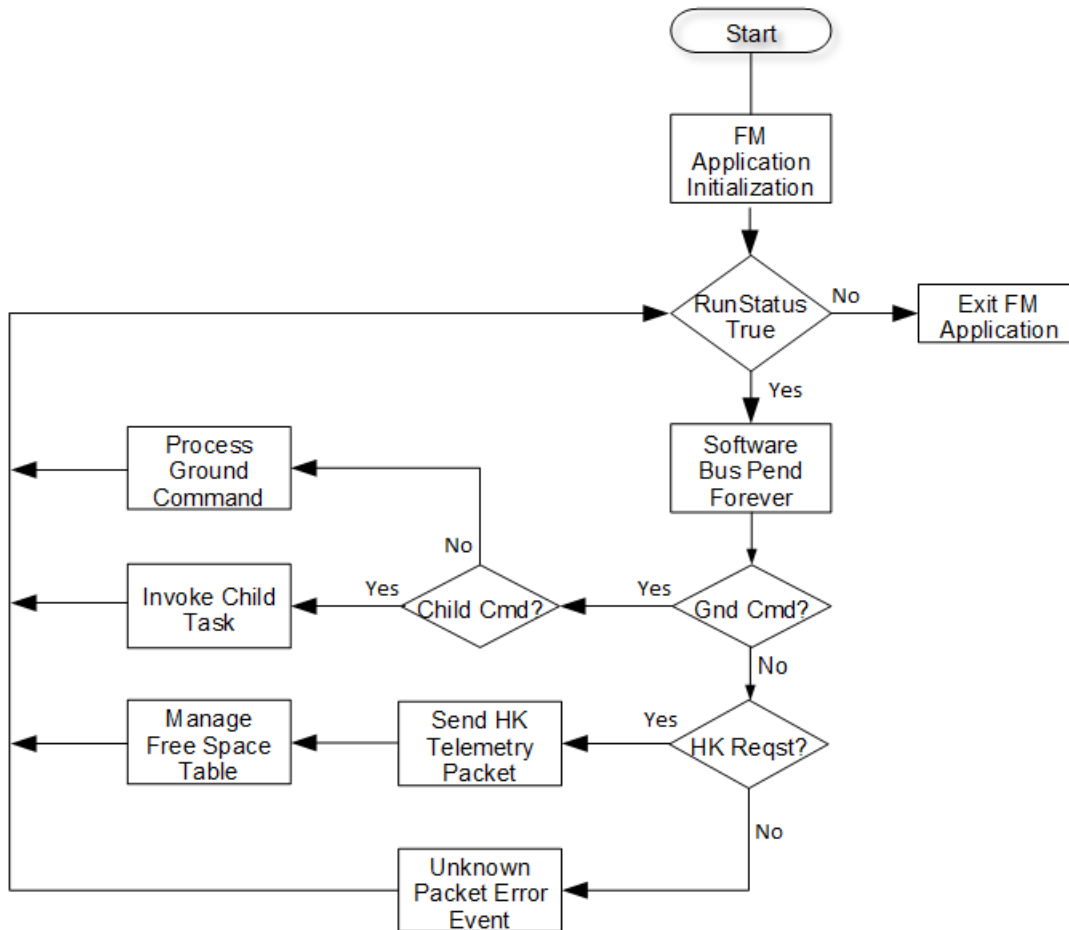 Start
FM
Application
Initialization
RunStatus
True
No
Exit FM
Application
Yes
Software
Bus Pend
Forever
Process
Ground
Command
No
Invoke Child
Task
Yes
Child Cmd?
Yes
Gnd Cmd?
No
Manage
Free Space
Table
Send HK
Telemetry
Packet
Yes
HK Reqst?
No
Unknown
Packet Error
Event